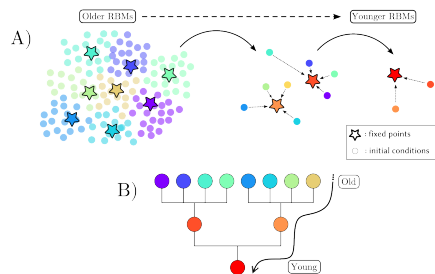 Older RBMs
Younger RBMs
A)
: fixed points
: initial conditions
B)
Old
Young